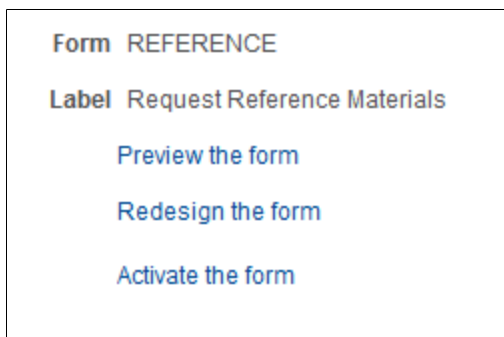 Form REFERENCE
Label Request Reference Materials
Preview the form
Redesign the form
Activate the form